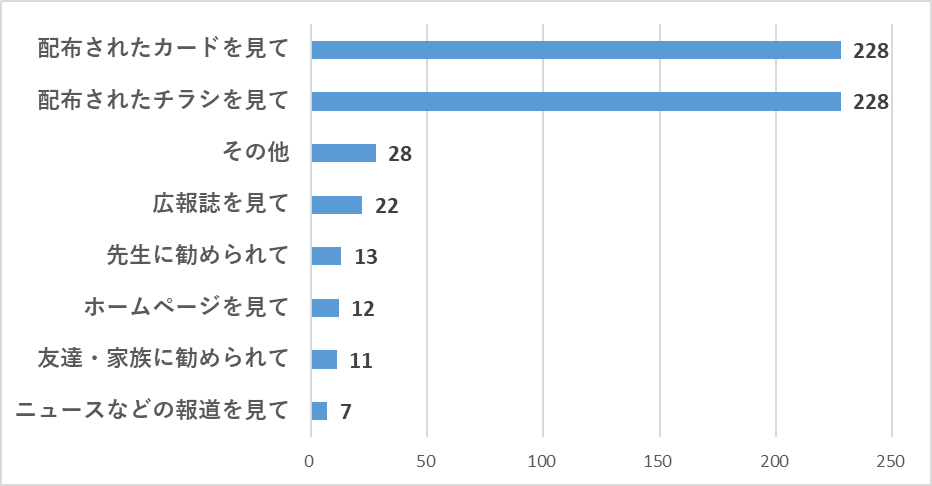 配布されたカードを見て 228
配布されたチラシを見て 228
その他 28
広報誌を見て 22
先生に勧められて 13
ホームページを見て 12
友達・家族に勧められて 11
ニュースなどの報道を見て 7
0 50 100 150 200 250